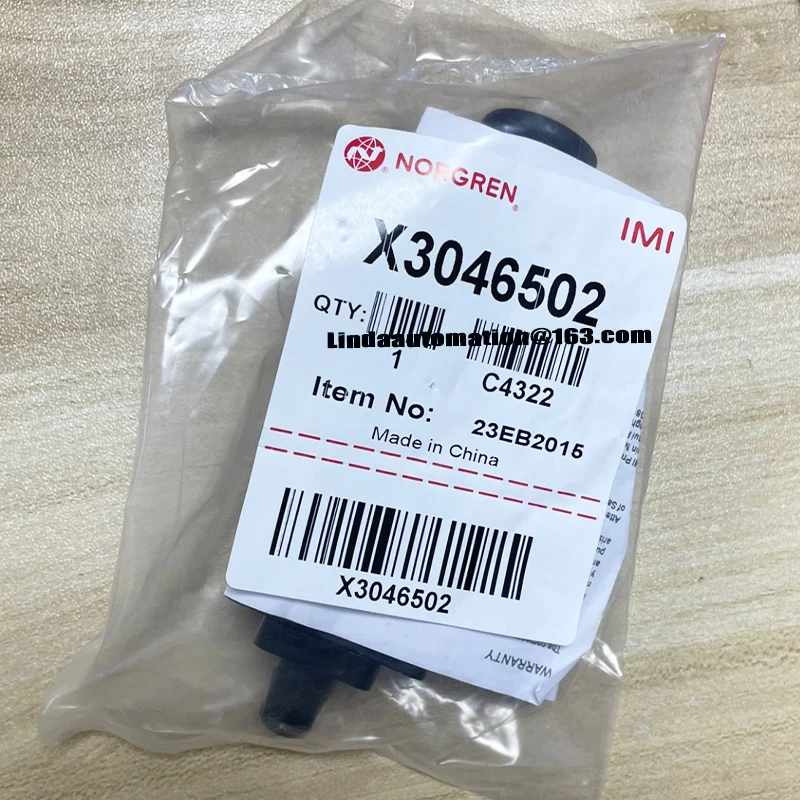 NORGREN
IMI
X3046502
QTY:
Lindaautomation@163.com
1
C4322
Item No:
23EB2015
Made in China
X3046502
WARRANTY